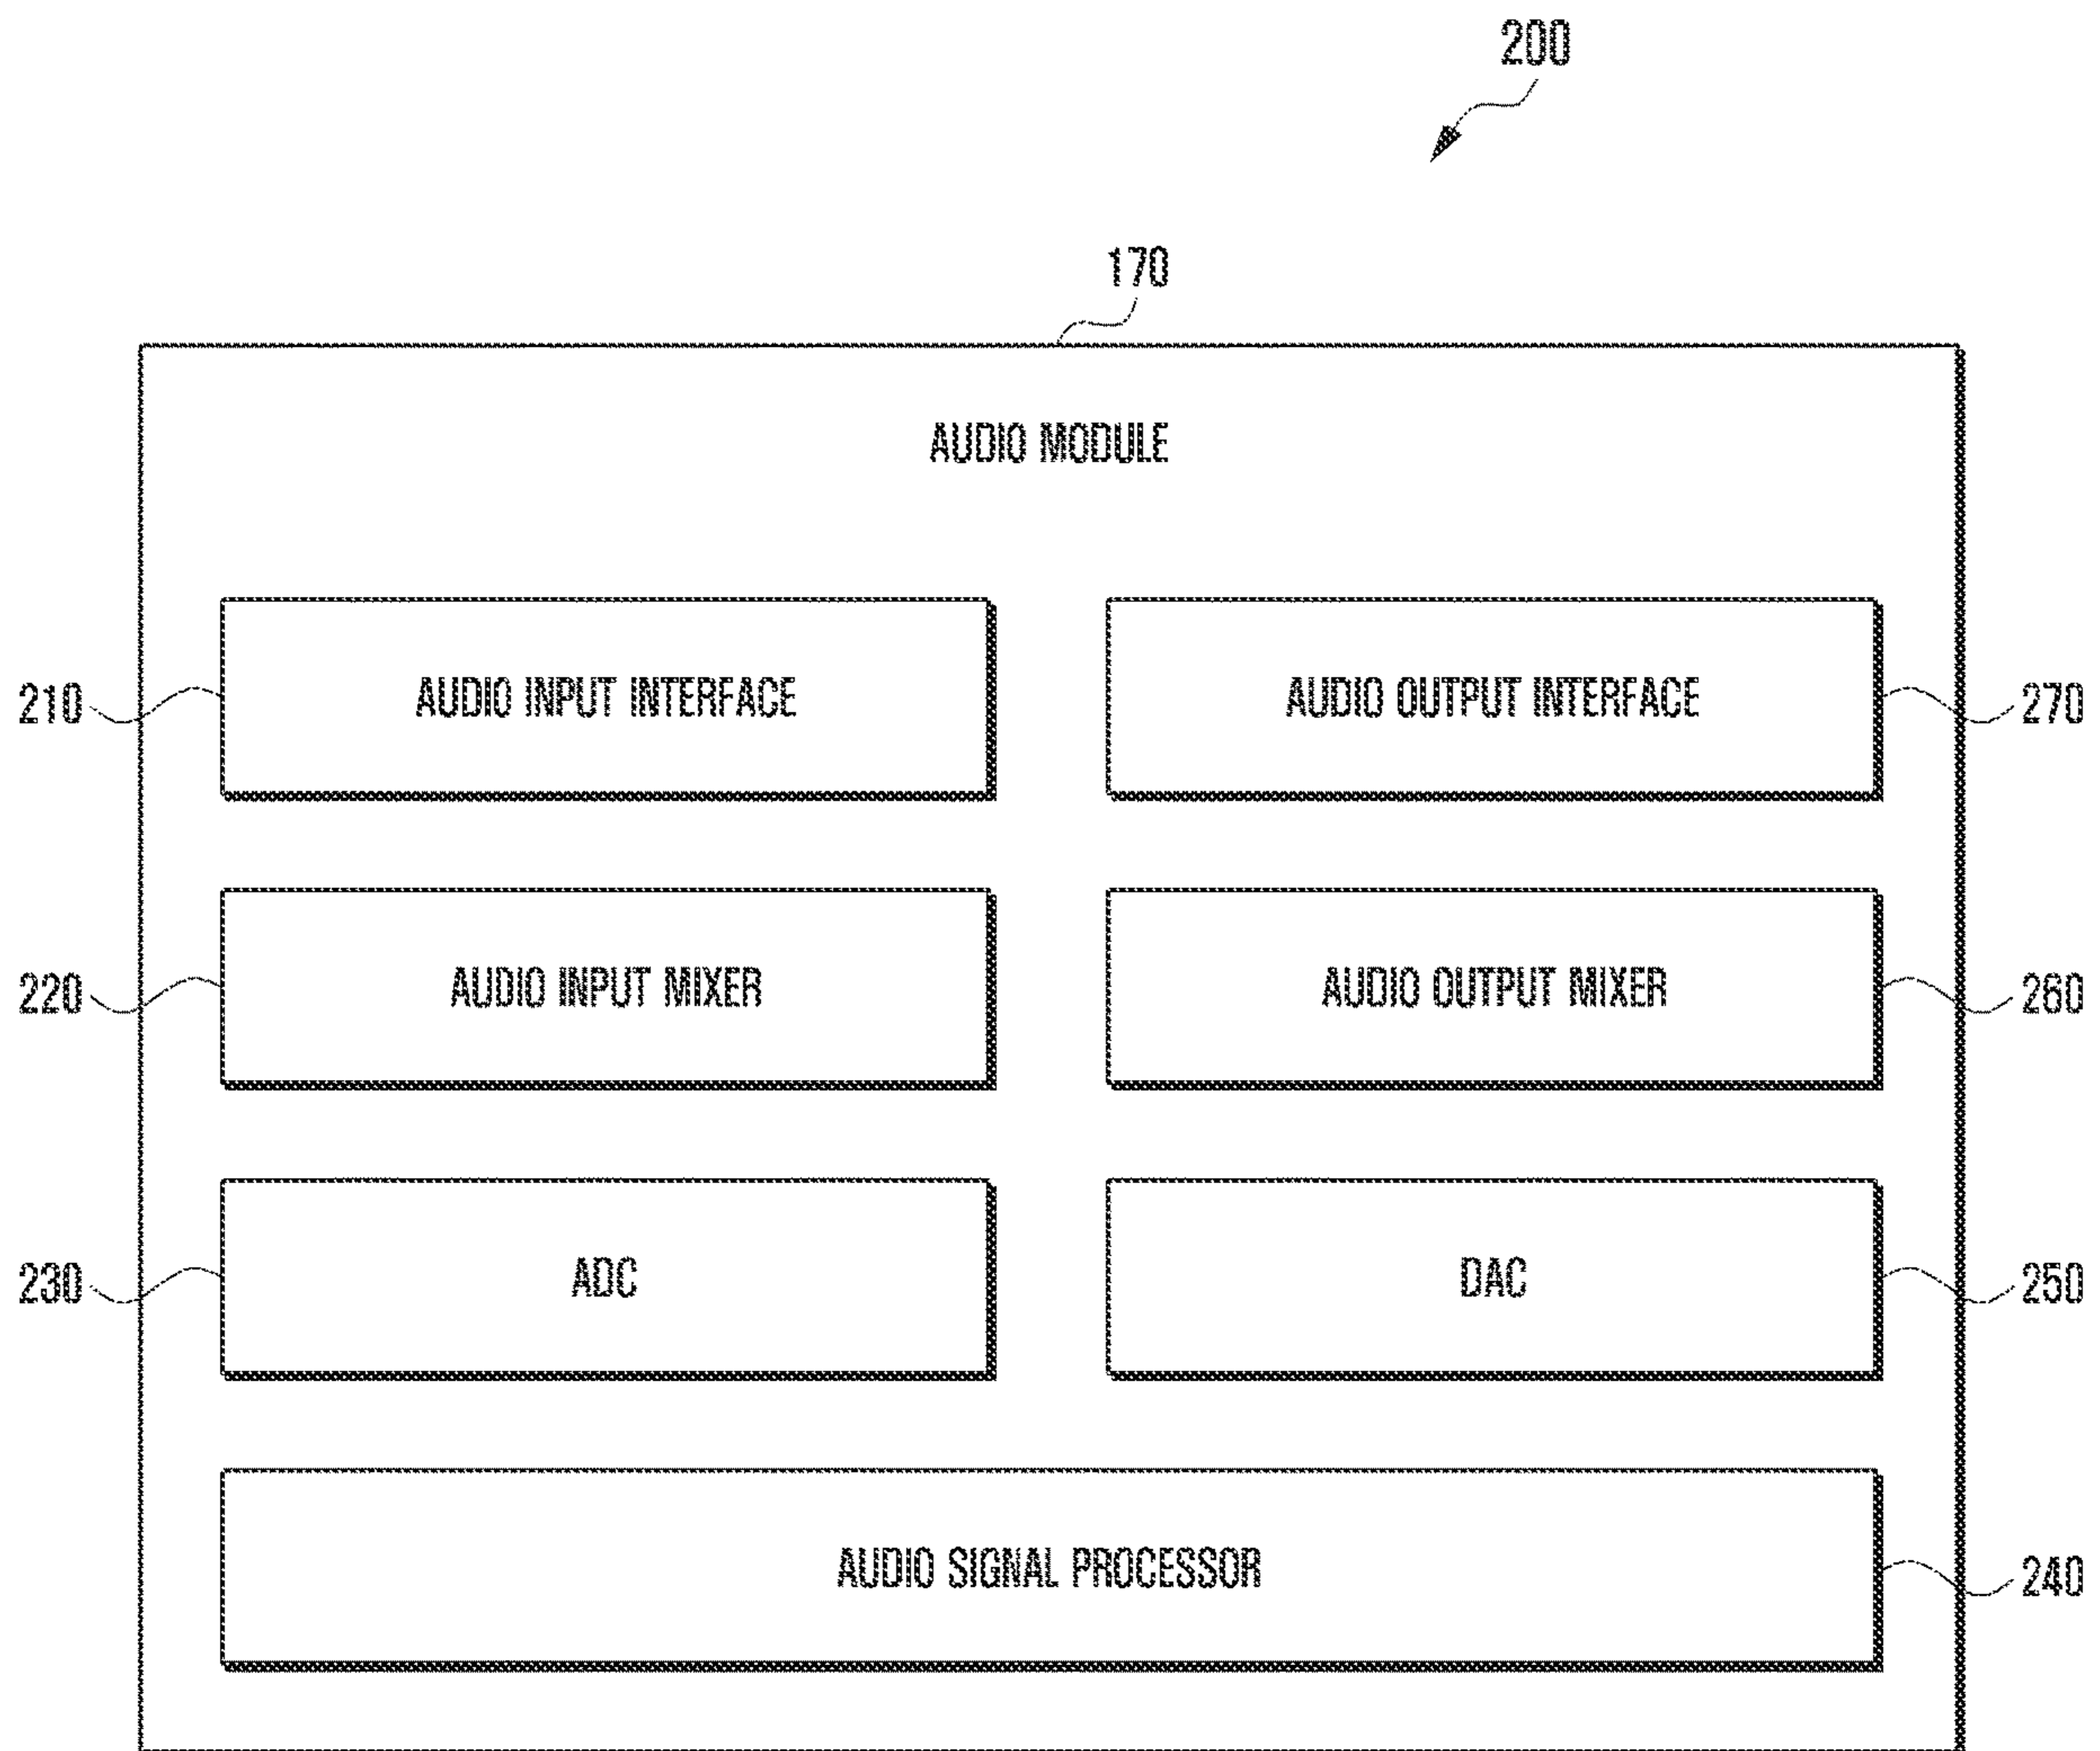 200
170
AUDIO MODULE
210 AUDIO INPUT INTERFACE AUDIO OUTPUT INTERFACE 270
220 AUDIO INPUT MIXER AUDIO OUTPUT MIXER 260
230 ADC DAC 250
AUDIO SIGNAL PROCESSOR 240